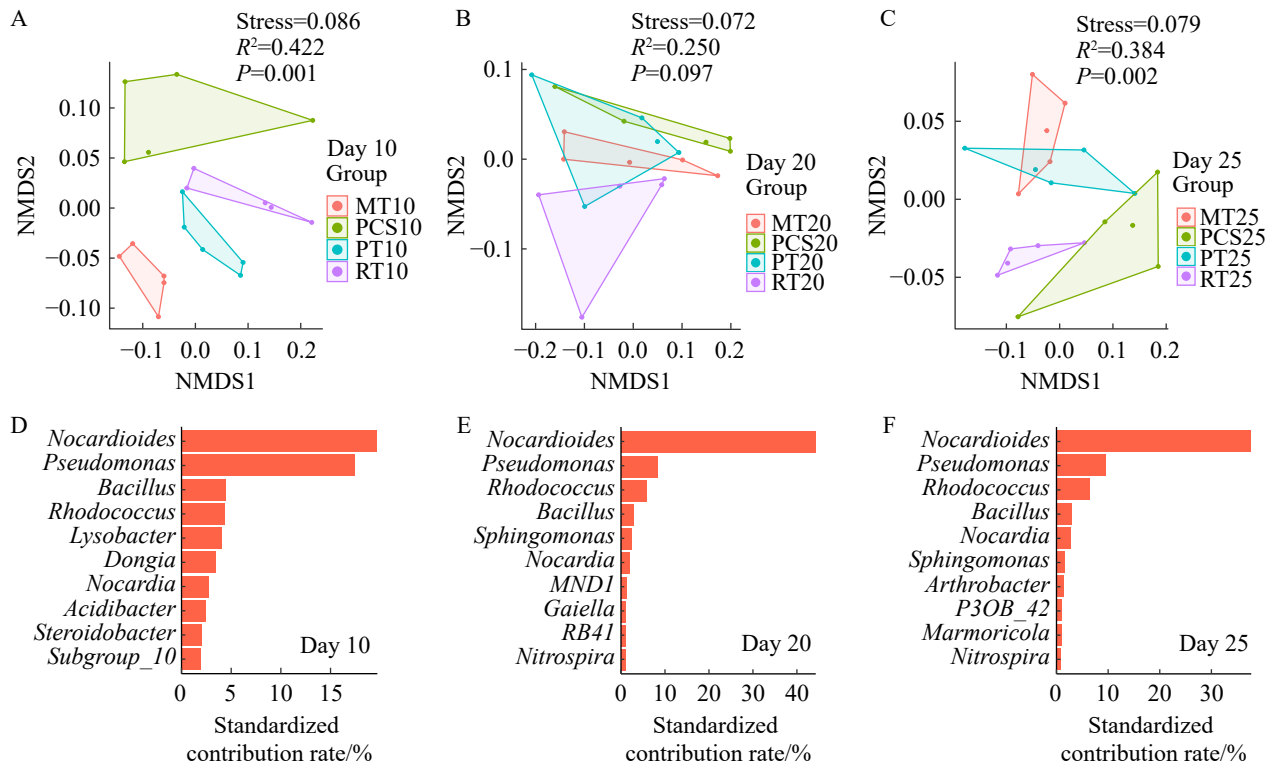 A
Stress=0.086
R²=0.422
P=0.001
0.10
0.05
0.00
−0.05
−0.10
NMDS2
−0.1
0.0
0.1
0.2
NMDS1
Day 10
Group
MT10
PCS10
PT10
RT10
B
Stress=0.072
R²=0.250
P=0.097
0.1
0.0
−0.1
NMDS2
−0.2
−0.1
0.0
0.1
0.2
NMDS1
Day 20
Group
MT20
PCS20
PT20
RT20
C
Stress=0.079
R²=0.384
P=0.002
0.05
0.00
−0.05
NMDS2
−0.1
0.0
0.1
0.2
NMDS1
Day 25
Group
MT25
PCS25
PT25
RT25
D
Nocardioides
Pseudomonas
Bacillus
Rhodococcus
Lysobacter
Dongia
Nocardia
Acidibacter
Steroidobacter
Subgroup_10
Day 10
0
5
10
15
Standardized
contribution rate/%
E
Nocardioides
Pseudomonas
Rhodococcus
Bacillus
Sphingomonas
Nocardia
MND1
Gaiella
RB41
Nitrospira
Day 20
0
10
20
30
40
Standardized
contribution rate/%
F
Nocardioides
Pseudomonas
Rhodococcus
Bacillus
Nocardia
Sphingomonas
Arthrobacter
P3OB_42
Marmoricola
Nitrospira
Day 25
0
10
20
30
Standardized
contribution rate/%